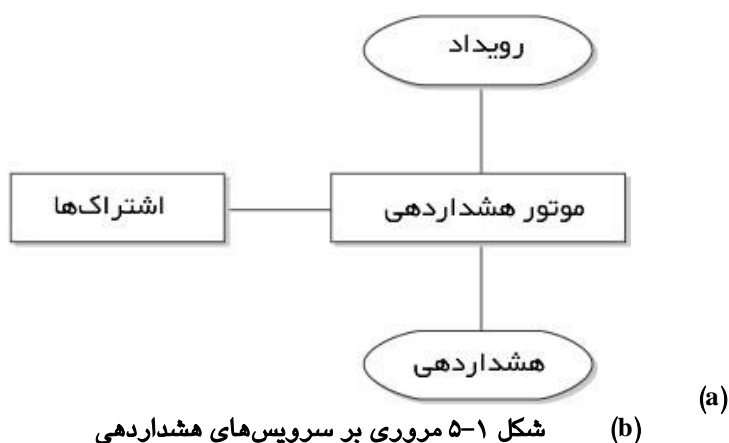 رویداد
اشتراک‌ها
موتور هشداردهی
هشداردهی
(a)
(b) شکل ۱-۵ مروری بر سرویس‌های هشداردهی